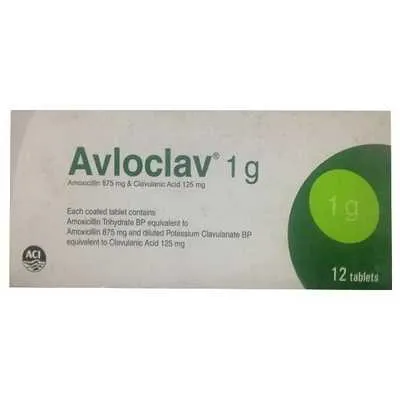 Avloclav® 1 g
Amoxicillin 875 mg & Clavulanic Acid 125 mg
Each coated tablet contains
Amoxicillin Trihydrate BP equivalent to
Amoxicillin 875 mg and diluted Potassium Clavulanate BP
equivalent to Clavulanic Acid 125 mg
1 g
ACI
12 tablets